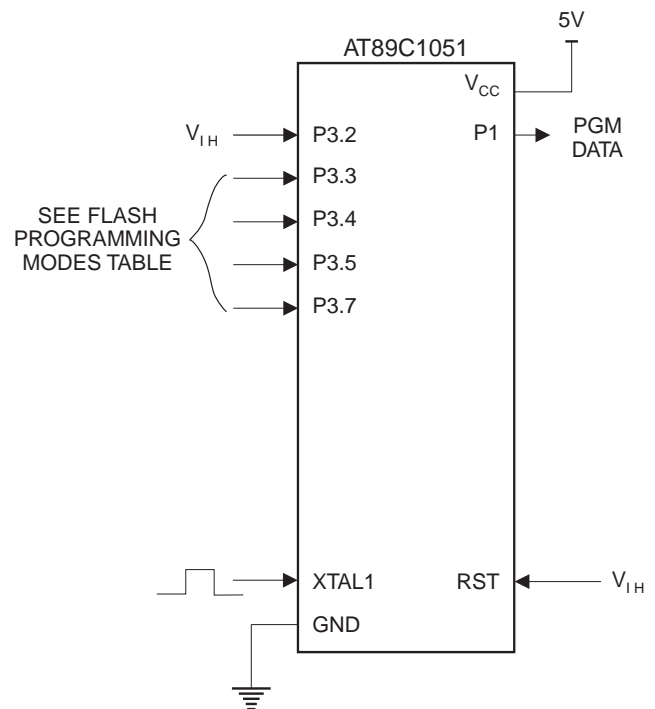 5V
AT89C1051
VCC
VIH
P3.2
P1
PGM
DATA
P3.3
SEE FLASH
PROGRAMMING
MODES TABLE
P3.4
P3.5
P3.7
XTAL1
RST
VIH
GND